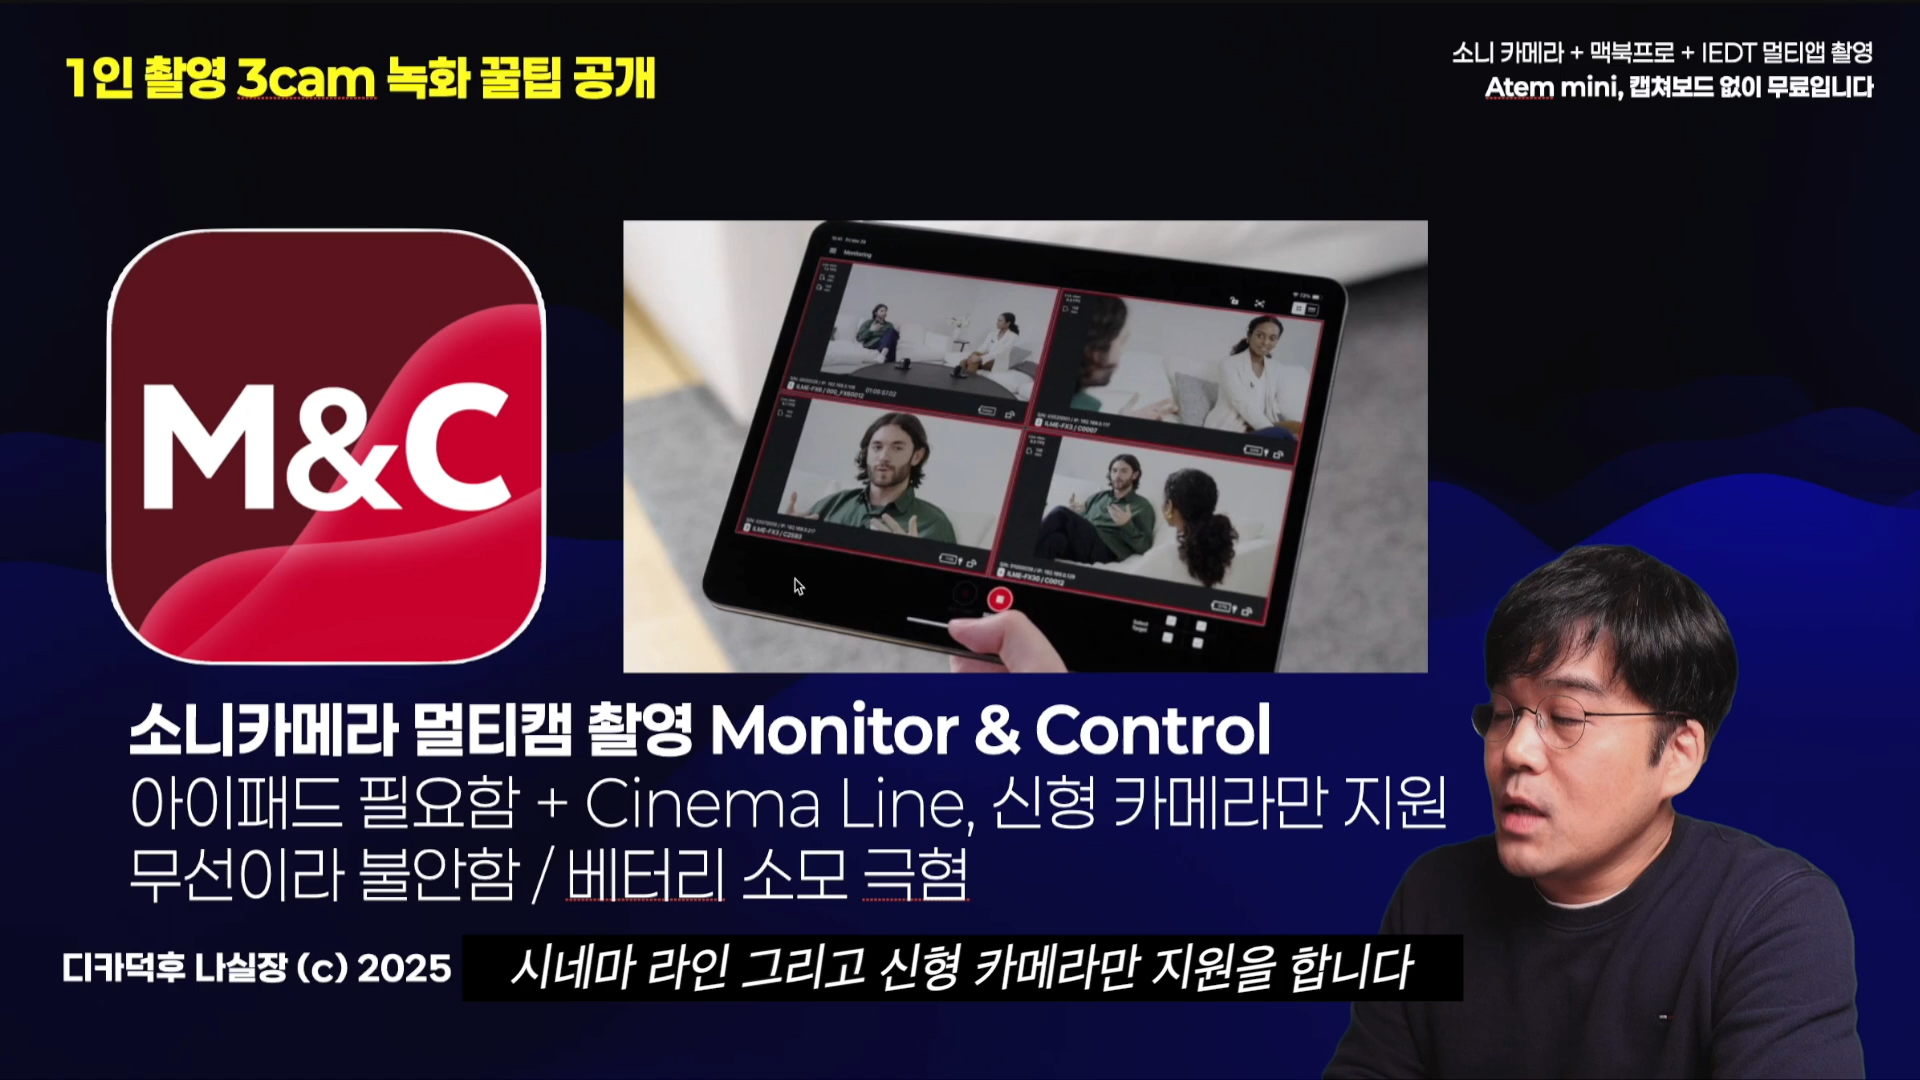 1인 촬영 3cam 녹화 꿀팁 공개
소니 카메라 + 맥북프로 + IEDT 멀티앱 촬영
Atem mini, 캡쳐보드 없이 무료입니다
M&C
Monitoring
소니카메라 멀티캠 촬영 Monitor & Control
아이패드 필요함 + Cinema Line, 신형 카메라만 지원
무선이라 불안함 / 베터리 소모 극혐
디카덕후 나실장 (c) 2025
시네마 라인 그리고 신형 카메라만 지원을 합니다